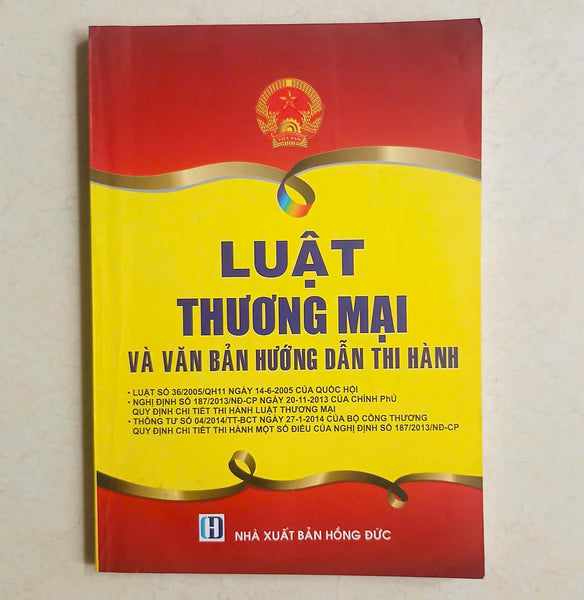 VIỆT NAM
LUẬT
THƯƠNG MẠI
VÀ VĂN BẢN HƯỚNG DẪN THI HÀNH
• LUẬT SỐ 36/2005/QH11 NGÀY 14-6-2005 CỦA QUỐC HỘI
• NGHỊ ĐỊNH SỐ 187/2013/NĐ-CP NGÀY 20-11-2013 CỦA CHÍNH PHỦ
QUY ĐỊNH CHI TIẾT THI HÀNH LUẬT THƯƠNG MẠI
• THÔNG TƯ SỐ 04/2014/TT-BCT NGÀY 27-1-2014 CỦA BỘ CÔNG THƯƠNG
QUY ĐỊNH CHI TIẾT THI HÀNH MỘT SỐ ĐIỀU CỦA NGHỊ ĐỊNH SỐ 187/2013/NĐ-CP
NHÀ XUẤT BẢN HỒNG ĐỨC